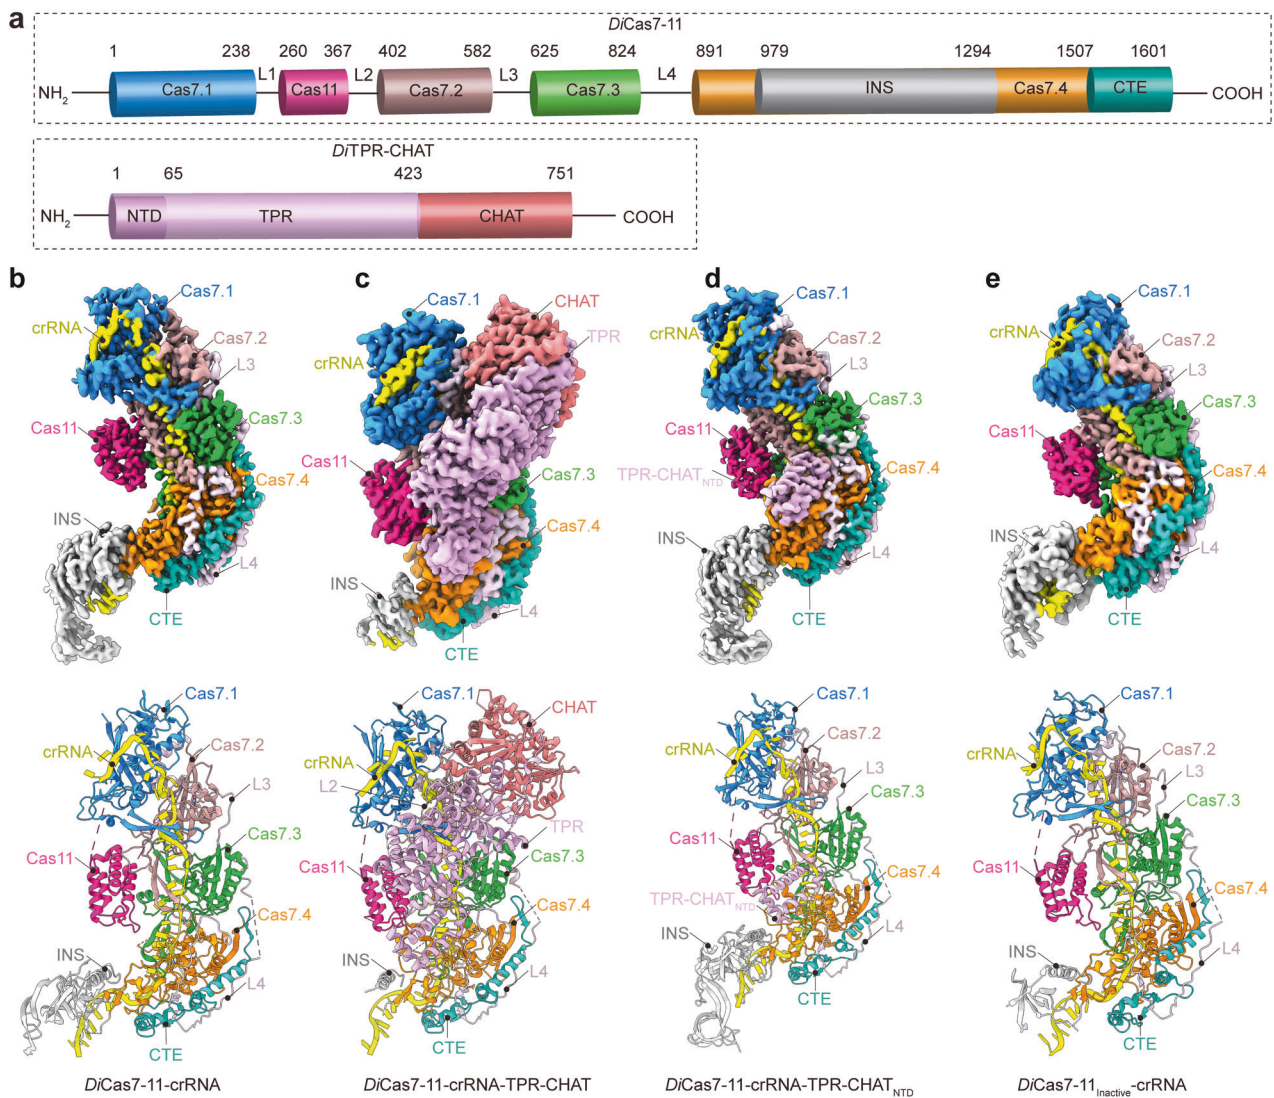 a
DiCas7-11
1 238 260 367 402 582 625 824 891 979 1294 1507 1601
L1 L2 L3 L4
NH2 Cas7.1 Cas11 Cas7.2 Cas7.3 INS Cas7.4 CTE COOH
DiTPR-CHAT
1 65 423 751
NH2 NTD TPR CHAT COOH
b
Cas7.1
crRNA
Cas7.2
L3
Cas7.3
Cas11
Cas7.4
INS
L4
CTE
c
Cas7.1
CHAT
TPR
crRNA
Cas11
Cas7.3
Cas7.4
INS
L4
CTE
d
Cas7.1
crRNA
Cas7.2
L3
Cas7.3
Cas11
Cas7.4
TPR-CHATNTD
INS
L4
CTE
e
Cas7.1
crRNA
Cas7.2
L3
Cas7.3
Cas11
Cas7.4
INS
L4
CTE
Cas7.1
crRNA
Cas7.2
L3
Cas7.3
Cas11
Cas7.4
INS
L4
CTE
DiCas7-11-crRNA
Cas7.1
CHAT
crRNA
L2
TPR
Cas7.3
Cas11
Cas7.4
INS
L4
CTE
DiCas7-11-crRNA-TPR-CHAT
Cas7.1
crRNA
Cas7.2
L3
Cas7.3
Cas11
Cas7.4
TPR-CHATNTD
INS
L4
CTE
DiCas7-11-crRNA-TPR-CHATNTD
Cas7.1
crRNA
Cas7.2
L3
Cas7.3
Cas11
Cas7.4
INS
L4
CTE
DiCas7-11Inactive-crRNA